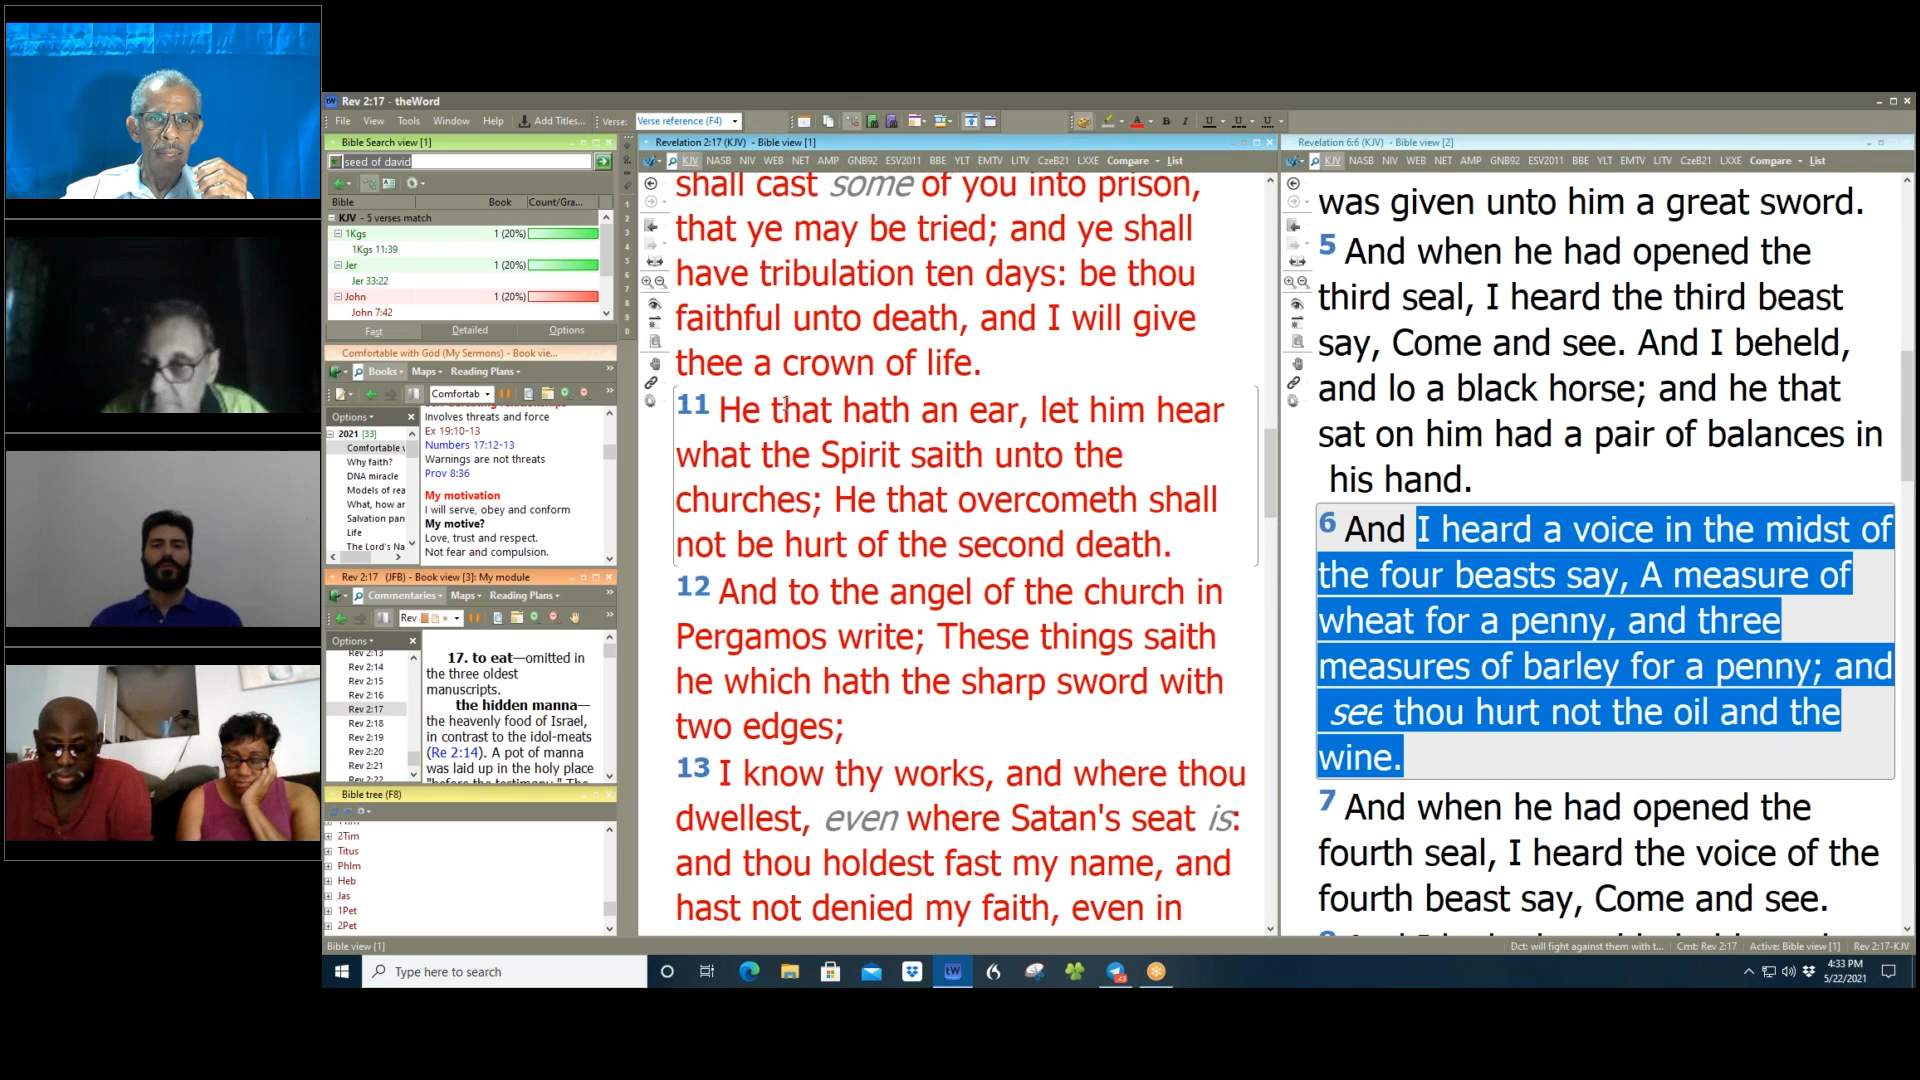 Rev 2:17 - theWord
File View Tools Window Help Add Titles... Verse: Verse reference (F4)
Bible Search view [1]
seed of david
Bible Book Count/Gra...
KJV - 5 verses match
1Kgs 1 (20%)
1Kgs 11:39
Jer 1 (20%)
Jer 33:22
John 1 (20%)
John 7:42
Fast Detailed Options
Comfortable with God (My Sermons) - Book vie...
Books Maps Reading Plans
Comfortab
Options
2021 [33]
Comfortable
Why faith?
DNA miracle
Models of rea
What, how ar
Salvation pan
Life
The Lord's Na
Involves threats and force
Ex 19:10-13
Numbers 17:12-13
Warnings are not threats
Prov 8:36
My motivation
I will serve, obey and conform
My motive?
Love, trust and respect.
Not fear and compulsion.
Rev 2:17 (JFB) - Book view [3]: My module
Commentaries Maps Reading Plans
Rev
Options
Rev 2:13
Rev 2:14
Rev 2:15
Rev 2:16
Rev 2:17
Rev 2:18
Rev 2:19
Rev 2:20
Rev 2:21
Rev 2:22
17. to eat—omitted in
the three oldest
manuscripts.
the hidden manna—
the heavenly food of Israel,
in contrast to the idol-meats
(Re 2:14). A pot of manna
was laid up in the holy place
Bible tree (F8)
2Tim
Titus
Phlm
Heb
Jas
1Pet
2Pet
Bible view [1]
Revelation 2:17 (KJV) - Bible view [1]
KJV NASB NIV WEB NET AMP GNB92 ESV2011 BBE YLT EMTV LITV CzeB21 LXXE Compare List
shall cast some of you into prison,
that ye may be tried; and ye shall
have tribulation ten days: be thou
faithful unto death, and I will give
thee a crown of life.
11 He that hath an ear, let him hear
what the Spirit saith unto the
churches; He that overcometh shall
not be hurt of the second death.
12 And to the angel of the church in
Pergamos write; These things saith
he which hath the sharp sword with
two edges;
13 I know thy works, and where thou
dwellest, even where Satan's seat is:
and thou holdest fast my name, and
hast not denied my faith, even in
Revelation 6:6 (KJV) - Bible view [2]
KJV NASB NIV WEB NET AMP GNB92 ESV2011 BBE YLT EMTV LITV CzeB21 LXXE Compare List
was given unto him a great sword.
5 And when he had opened the
third seal, I heard the third beast
say, Come and see. And I beheld,
and lo a black horse; and he that
sat on him had a pair of balances in
his hand.
6 And I heard a voice in the midst of
the four beasts say, A measure of
wheat for a penny, and three
measures of barley for a penny; and
see thou hurt not the oil and the
wine.
7 And when he had opened the
fourth seal, I heard the voice of the
fourth beast say, Come and see.
Dct: will fight against them with t... Cmt: Rev 2:17 Active: Bible view [1] Rev 2:17-KJV
Type here to search
4:33 PM
5/22/2021